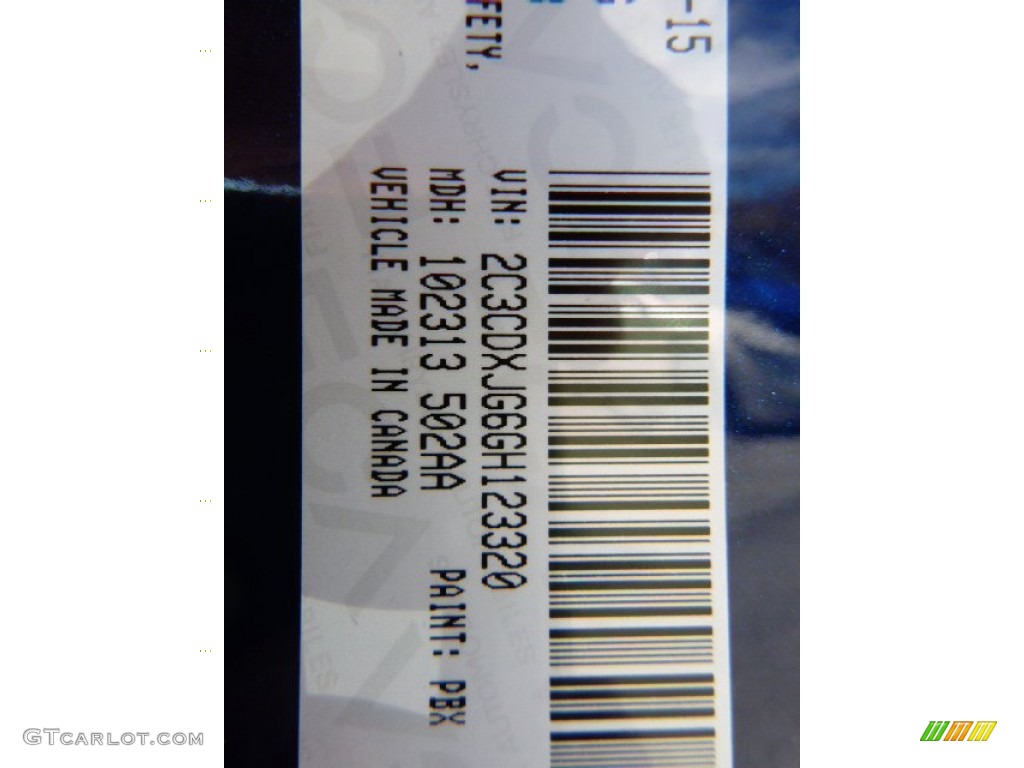 -15
FETY,
VIN: 2C3CDXJG6GH123320
MDH: 102313 502AA PAINT: PBX
VEHICLE MADE IN CANADA
GTCARLOT.COM